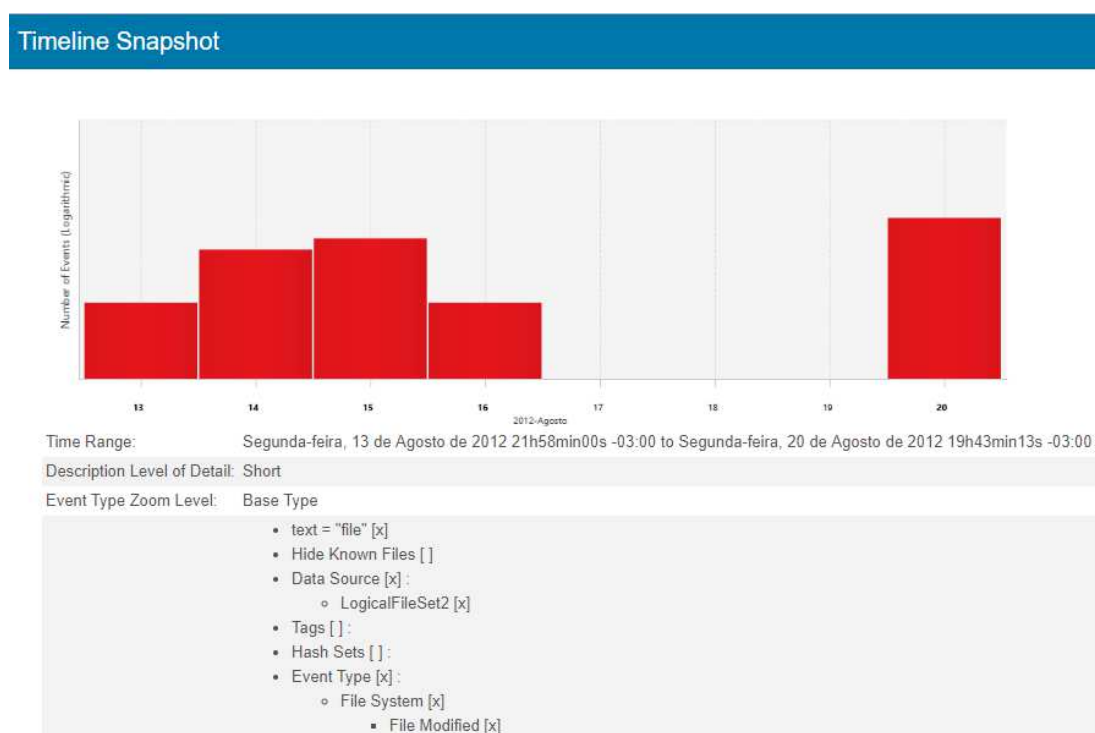 Timeline Snapshot
Number of Events (Logarithmic)
13 14 15 16 17 18 19 20
2012-Agosto
Time Range: Segunda-feira, 13 de Agosto de 2012 21h58min00s -03:00 to Segunda-feira, 20 de Agosto de 2012 19h43min13s -03:00
Description Level of Detail: Short
Event Type Zoom Level: Base Type
• text = "file" [x]
• Hide Known Files [ ]
• Data Source [x] :
○ LogicalFileSet2 [x]
• Tags [ ] :
• Hash Sets [ ] :
• Event Type [x] :
○ File System [x]
▪ File Modified [x]